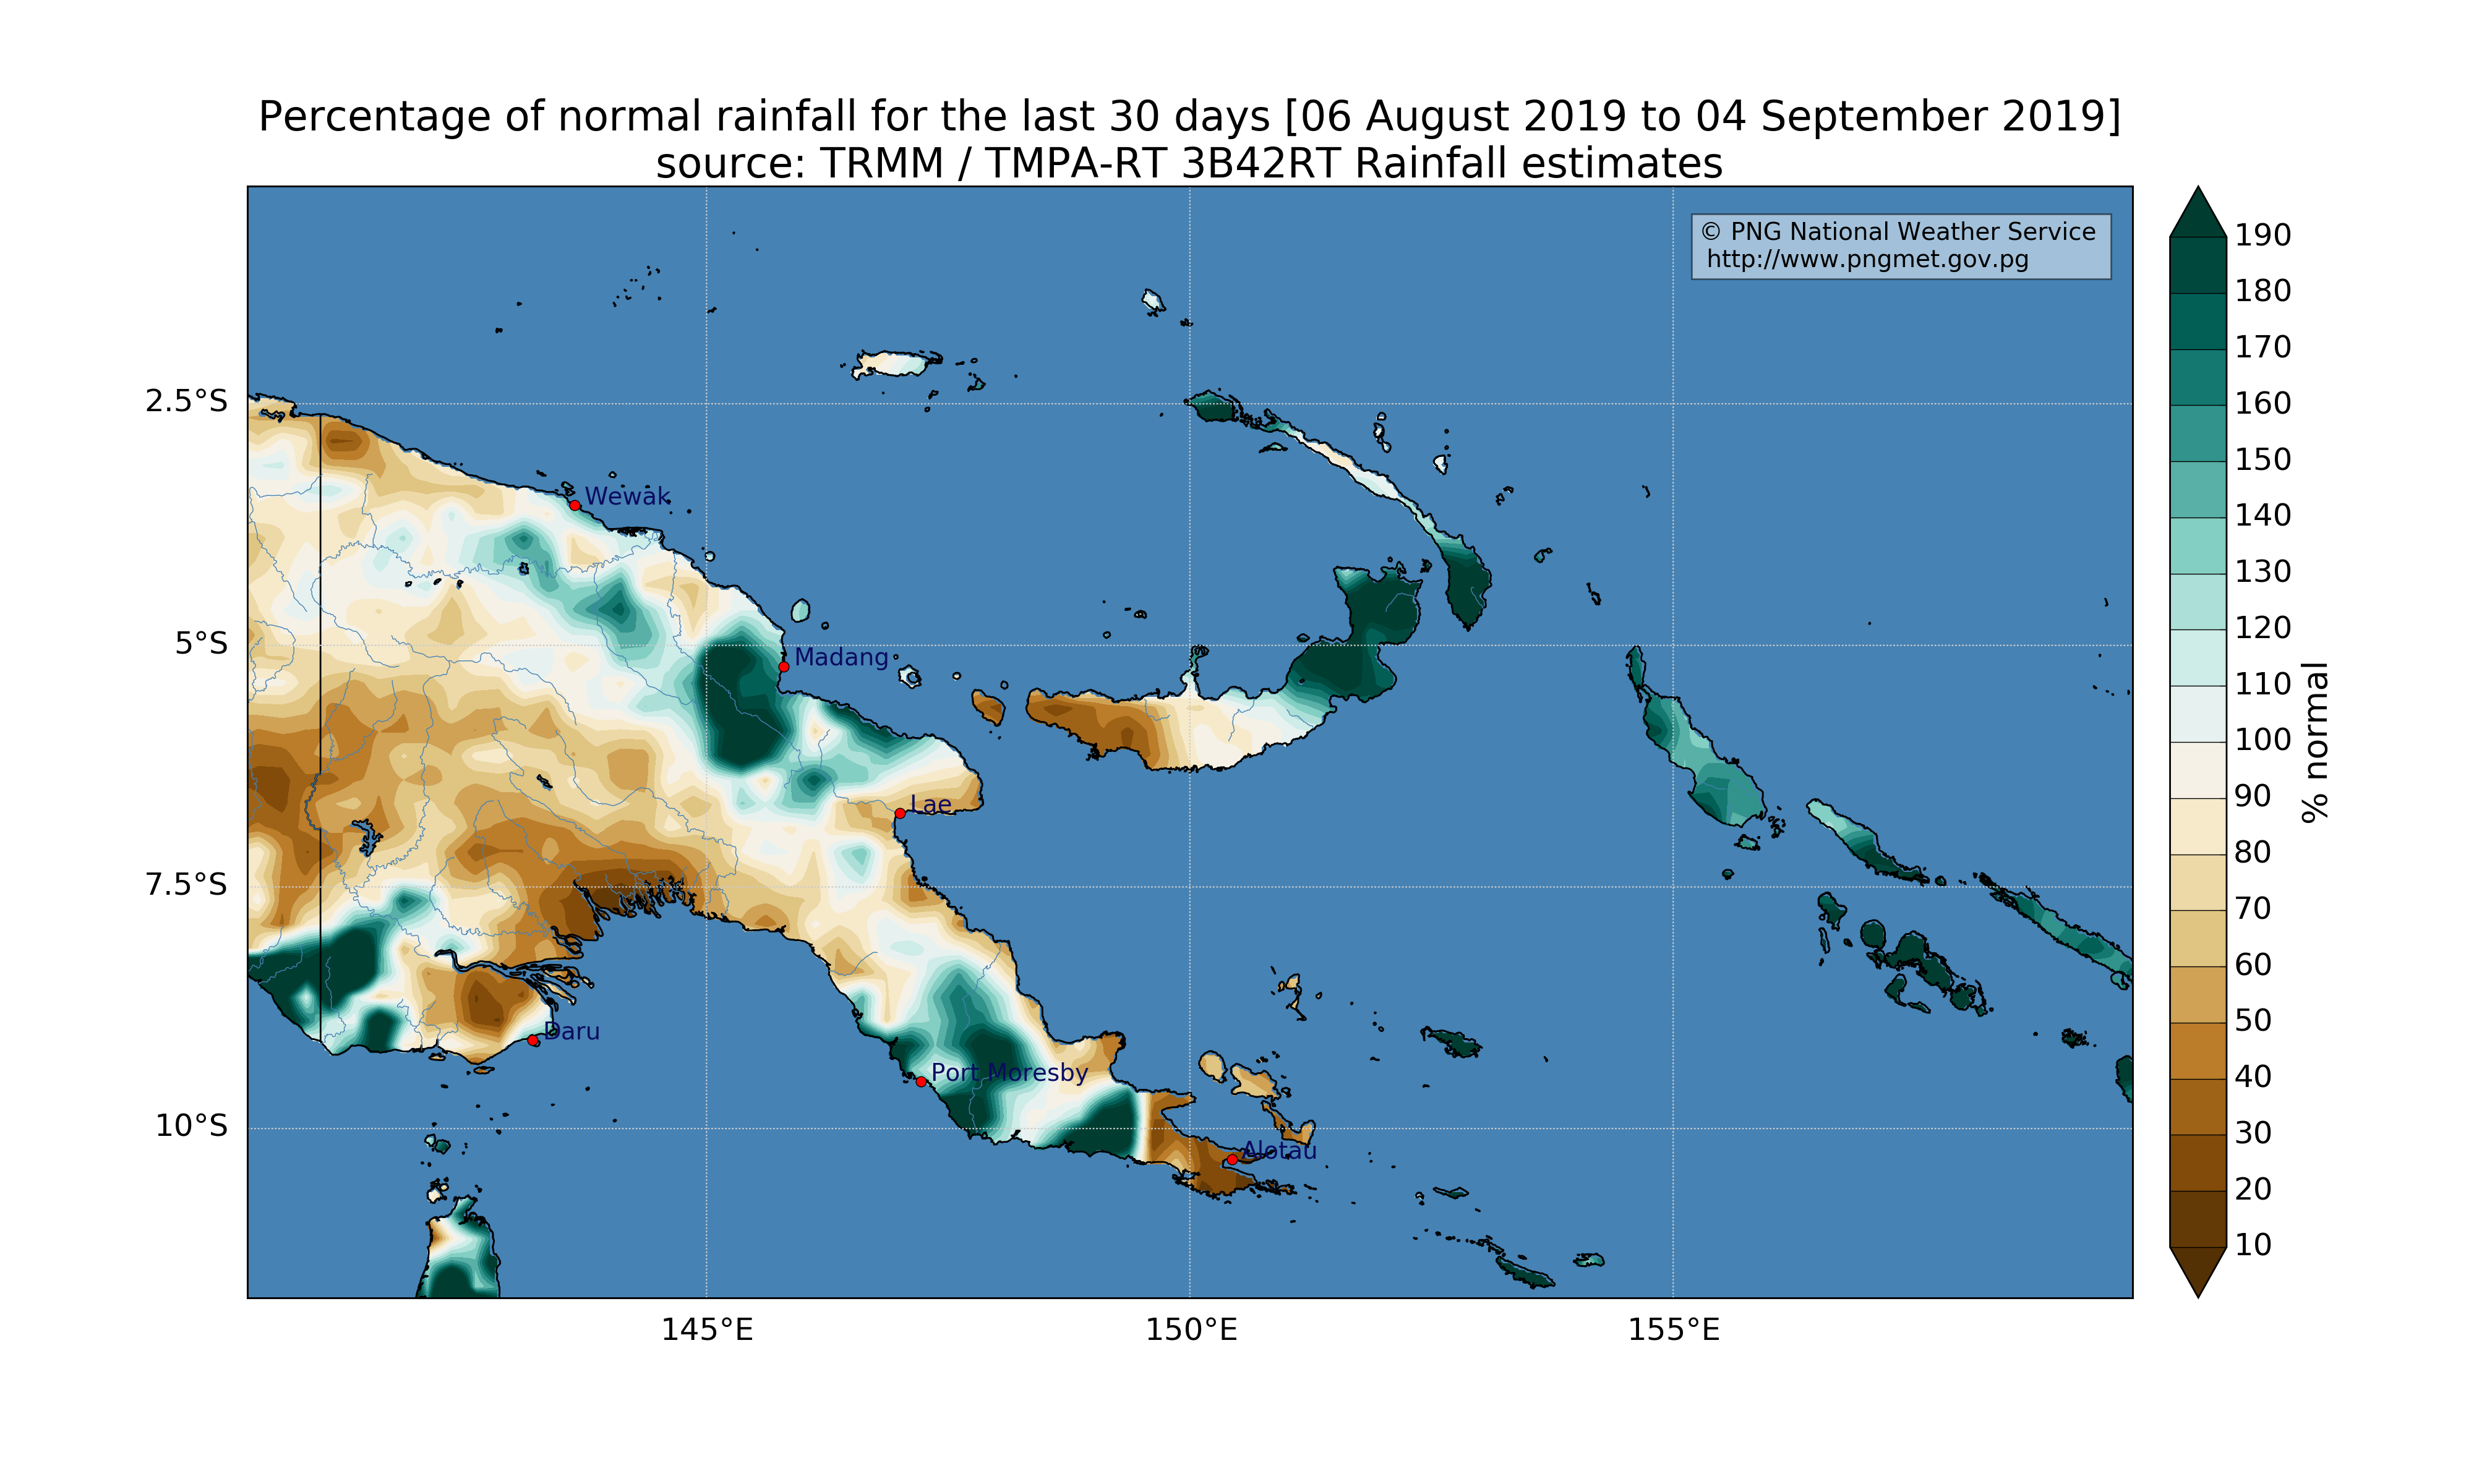 Percentage of normal rainfall for the last 30 days [06 August 2019 to 04 September 2019]
source: TRMM / TMPA-RT 3B42RT Rainfall estimates
© PNG National Weather Service
http://www.pngmet.gov.pg
2.5°S
5°S
7.5°S
10°S
Wewak
Madang
Lae
Daru
Port Moresby
Alotau
145°E
150°E
155°E
190
180
170
160
150
140
130
120
110
100
90
80
70
60
50
40
30
20
10
% normal